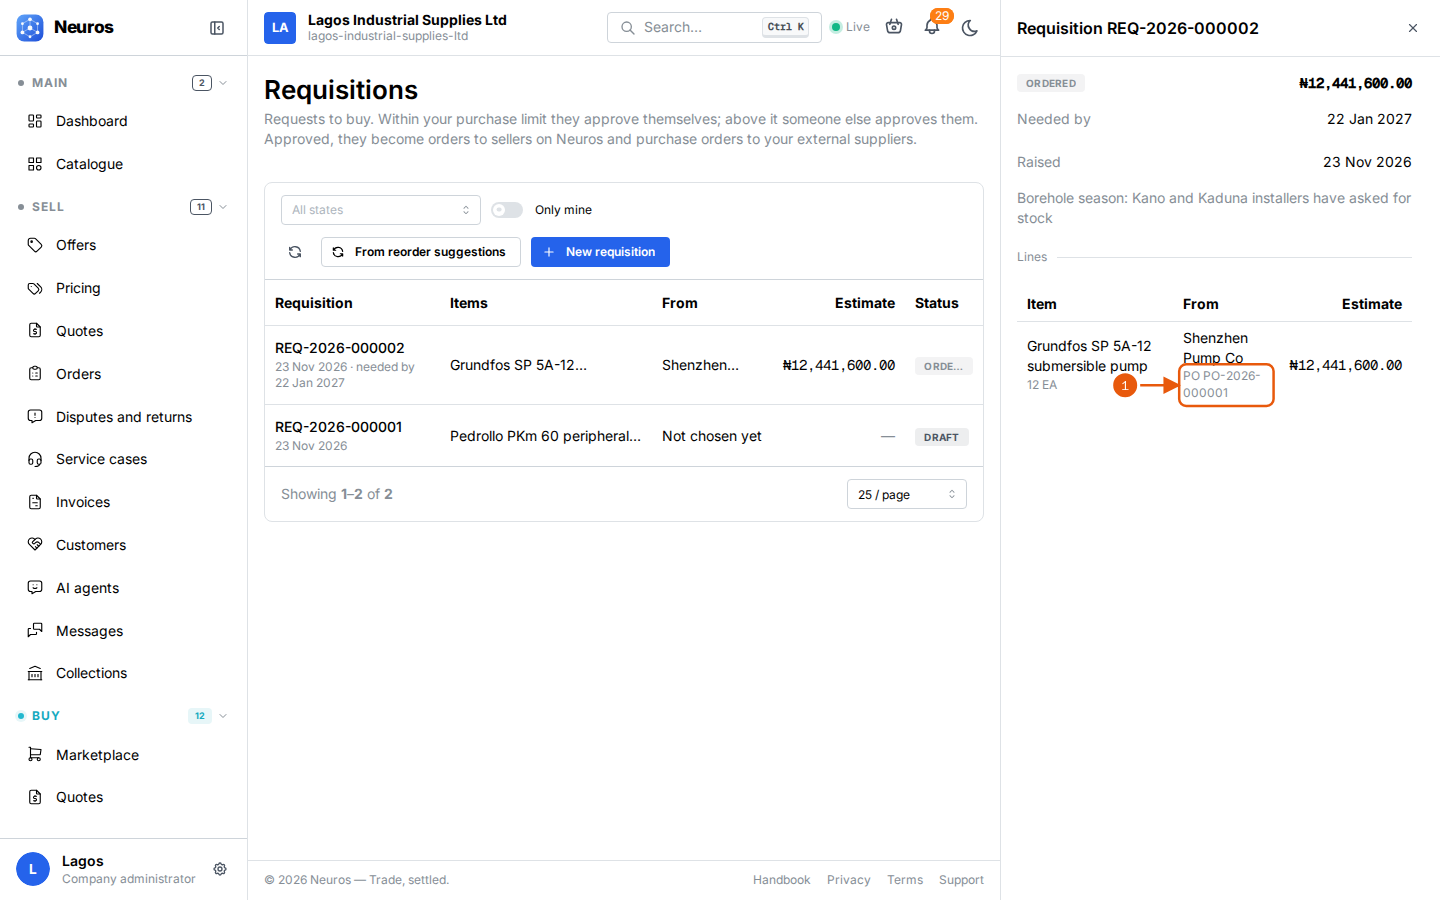 Neuros
MAIN
2
Dashboard
Catalogue
SELL
11
Offers
Pricing
Quotes
Orders
Disputes and returns
Service cases
Invoices
Customers
AI agents
Messages
Collections
BUY
12
Marketplace
Quotes
L
Lagos
Company administrator
LA
Lagos Industrial Supplies Ltd
lagos-industrial-supplies-ltd
Search...
Ctrl K
Live
29
Requisitions
Requests to buy. Within your purchase limit they approve themselves; above it someone else approves them.
Approved, they become orders to sellers on Neuros and purchase orders to your external suppliers.
All states
Only mine
From reorder suggestions
New requisition
Requisition Items From Estimate Status
REQ-2026-000002
23 Nov 2026 · needed by
22 Jan 2027
Grundfos SP 5A-12...
Shenzhen...
₦12,441,600.00
ORDE...
REQ-2026-000001
23 Nov 2026
Pedrollo PKm 60 peripheral...
Not chosen yet
—
DRAFT
Showing 1–2 of 2
25 / page
© 2026 Neuros — Trade, settled.
Handbook Privacy Terms Support
Requisition REQ-2026-000002
ORDERED
₦12,441,600.00
Needed by 22 Jan 2027
Raised 23 Nov 2026
Borehole season: Kano and Kaduna installers have asked for
stock
Lines
Item From Estimate
Grundfos SP 5A-12
submersible pump
12 EA
Shenzhen
Pump Co
PO PO-2026-
000001
₦12,441,600.00
1